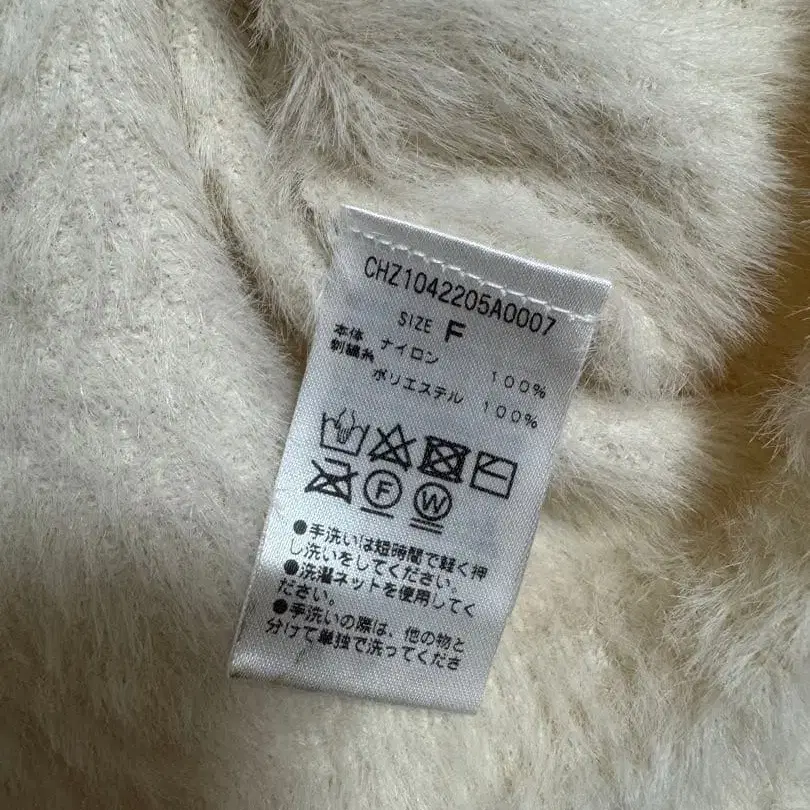 CHZ1042205A0007
SIZE F
本体 ナイロン 100%
刺繍糸 ポリエステル 100%
F W
●手洗いは短時間で軽く押
し洗いをしてください。
●洗濯ネットを使用してく
ださい。
●手洗いの際は、他の物と
分けて単独で洗ってくださ